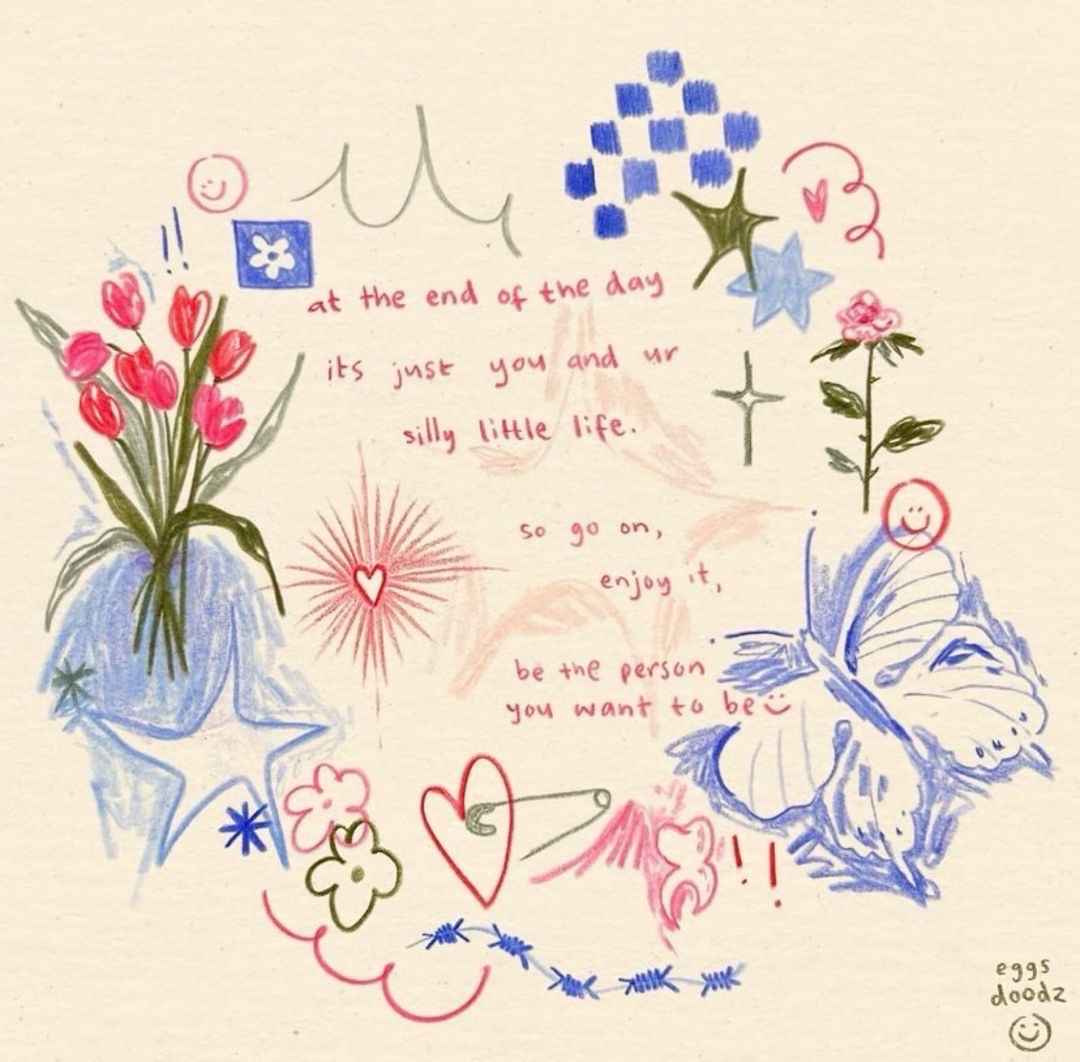 at the end of the day
its just you and ur
silly little life.
so go on,
enjoy it,
be the person
you want to be
eggs
doodz